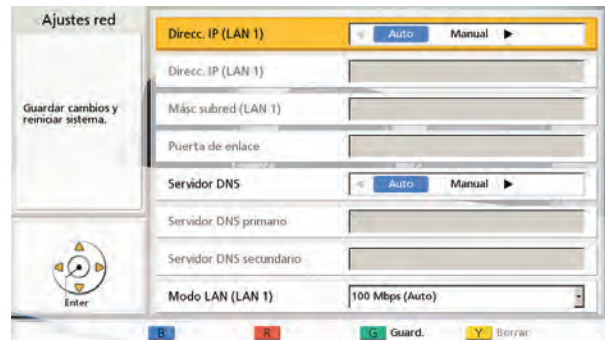 Ajustes red
Guardar cambios y
reiniciar sistema.
Enter
Direcc. IP (LAN 1)
Auto Manual
Direcc. IP (LAN 1)
Másc subred (LAN 1)
Puerta de enlace
Servidor DNS
Auto Manual
Servidor DNS primario
Servidor DNS secundario
Modo LAN (LAN 1)
100 Mbps (Auto)
B R G Guard. Y Borrar